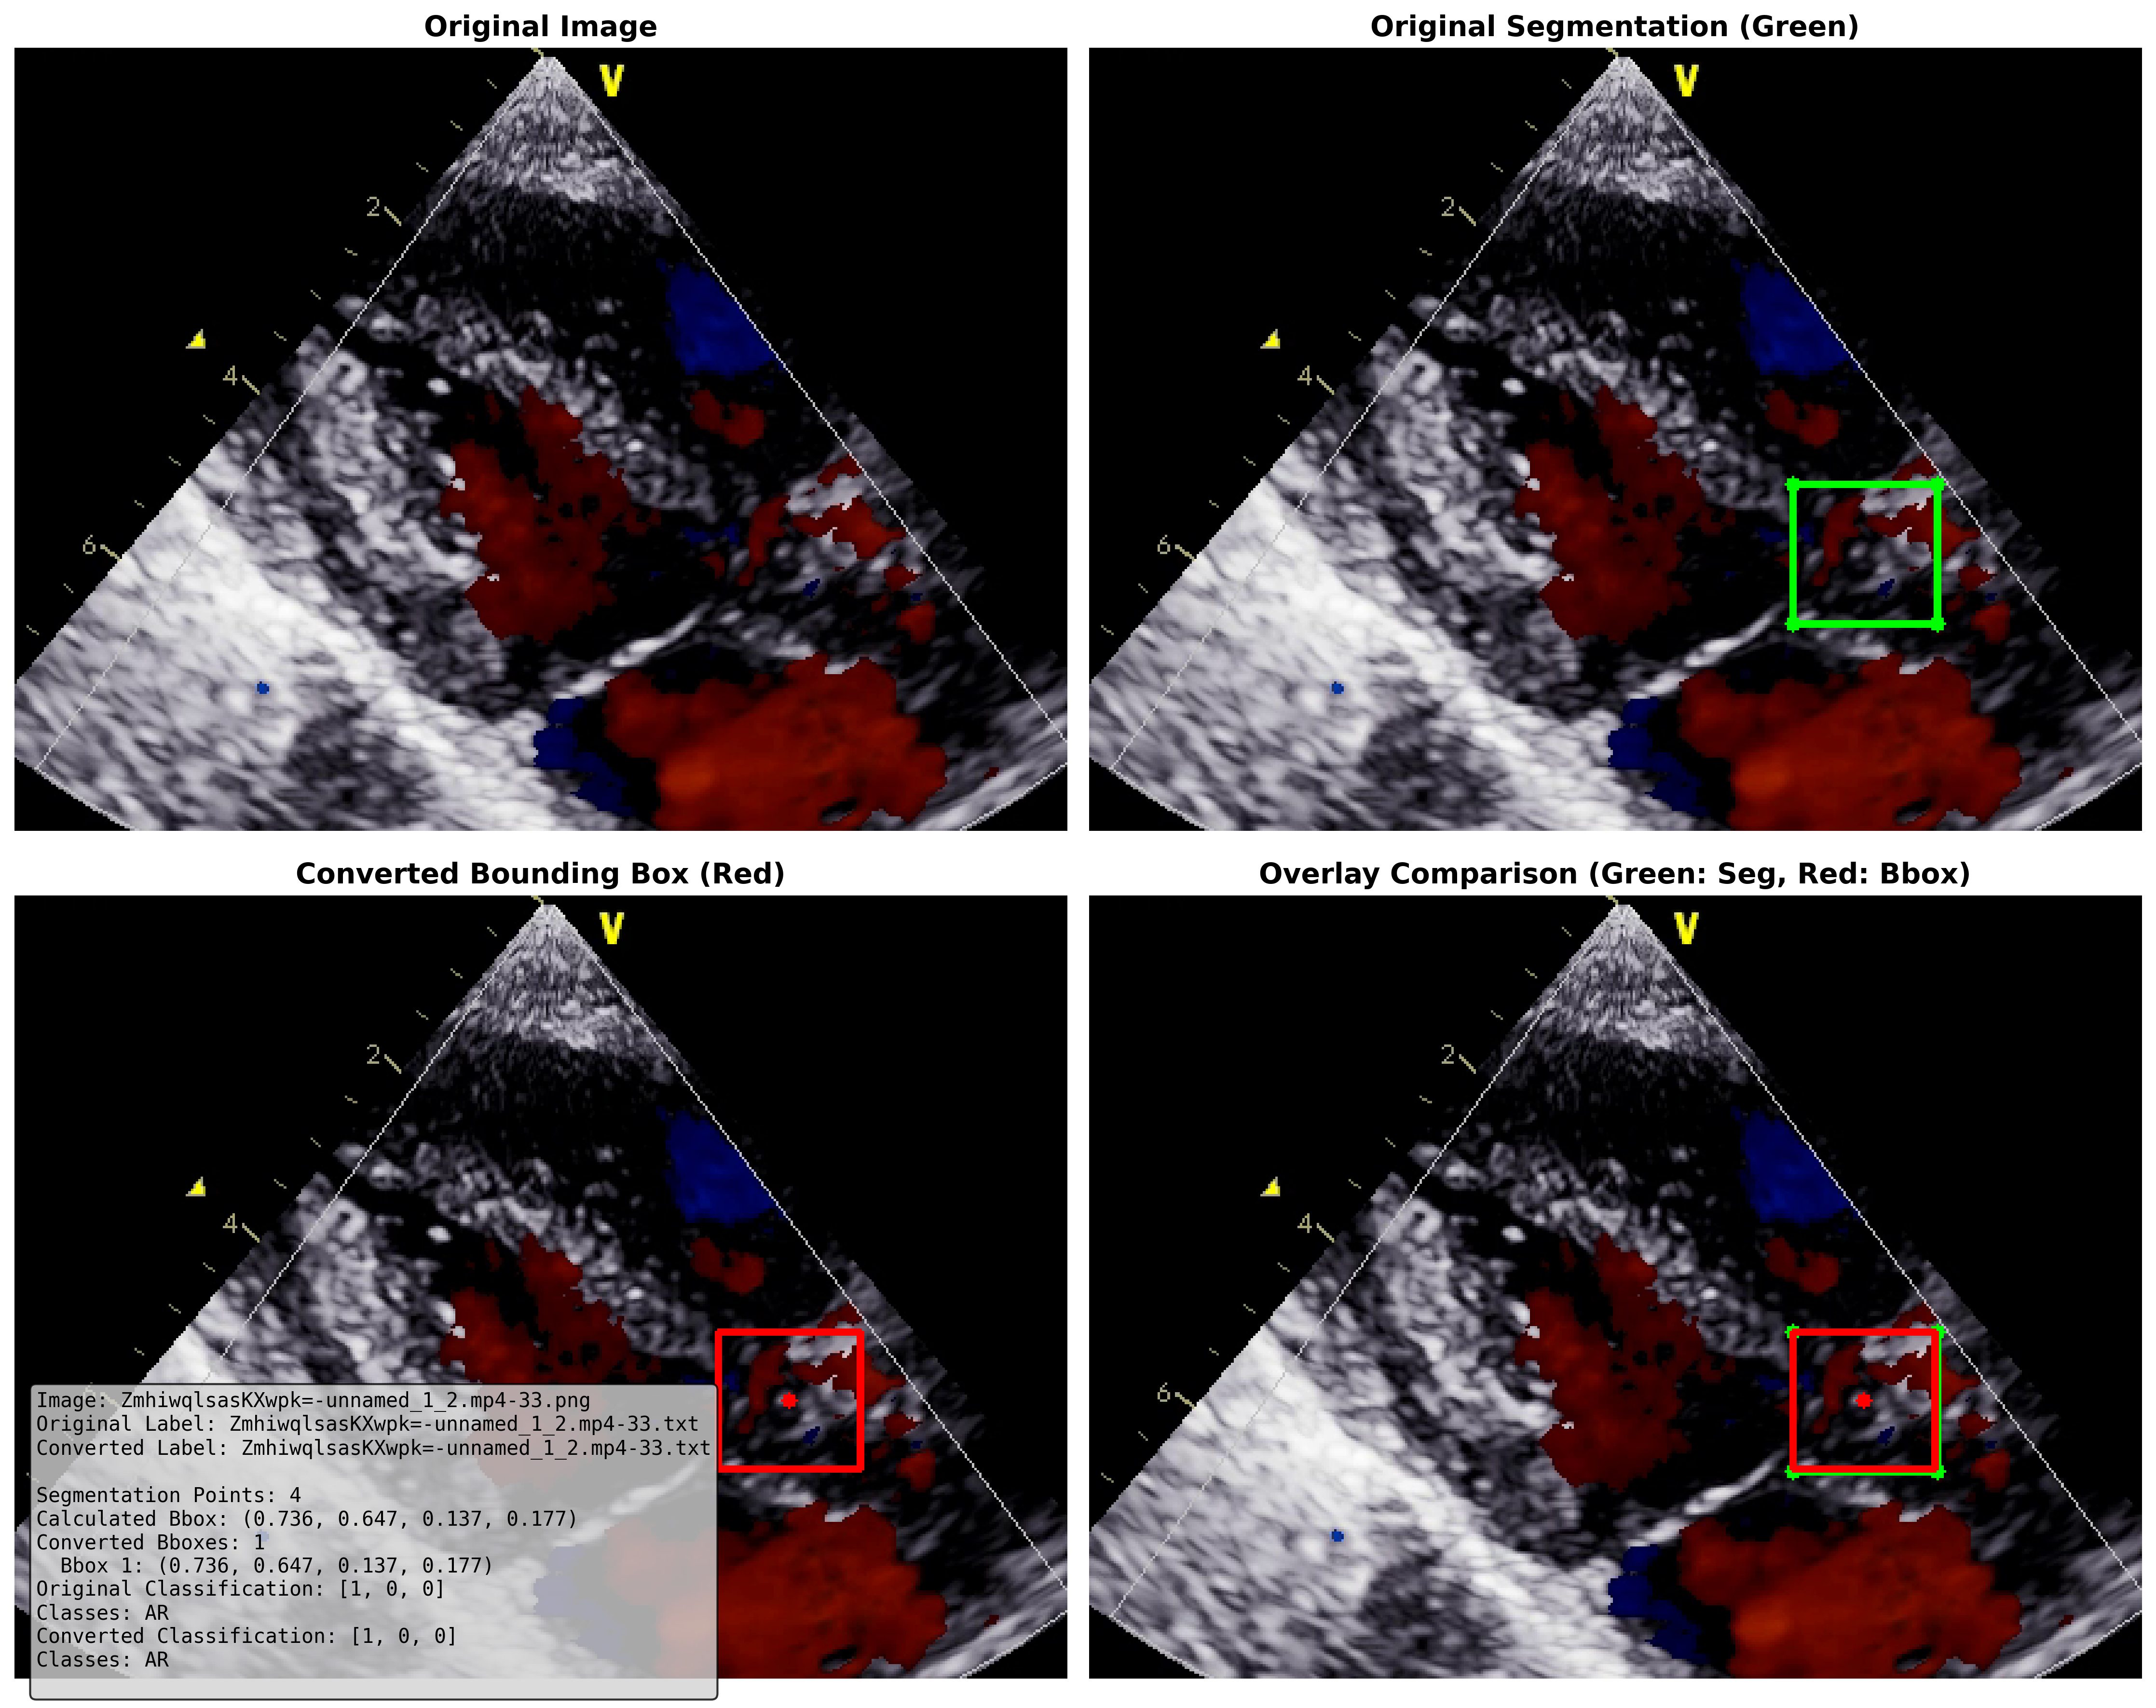 Original Image
Original Segmentation (Green)
V
2
4
6
V
2
4
6
Converted Bounding Box (Red)
Overlay Comparison (Green: Seg, Red: Bbox)
V
2
4
Image: ZmhiwqlsasKXwpk=-unnamed_1_2.mp4-33.png
Original Label: ZmhiwqlsasKXwpk=-unnamed_1_2.mp4-33.txt
Converted Label: ZmhiwqlsasKXwpk=-unnamed_1_2.mp4-33.txt
Segmentation Points: 4
Calculated Bbox: (0.736, 0.647, 0.137, 0.177)
Converted Bboxes: 1
Bbox 1: (0.736, 0.647, 0.137, 0.177)
Original Classification: [1, 0, 0]
Classes: AR
Converted Classification: [1, 0, 0]
Classes: AR
V
2
4
6